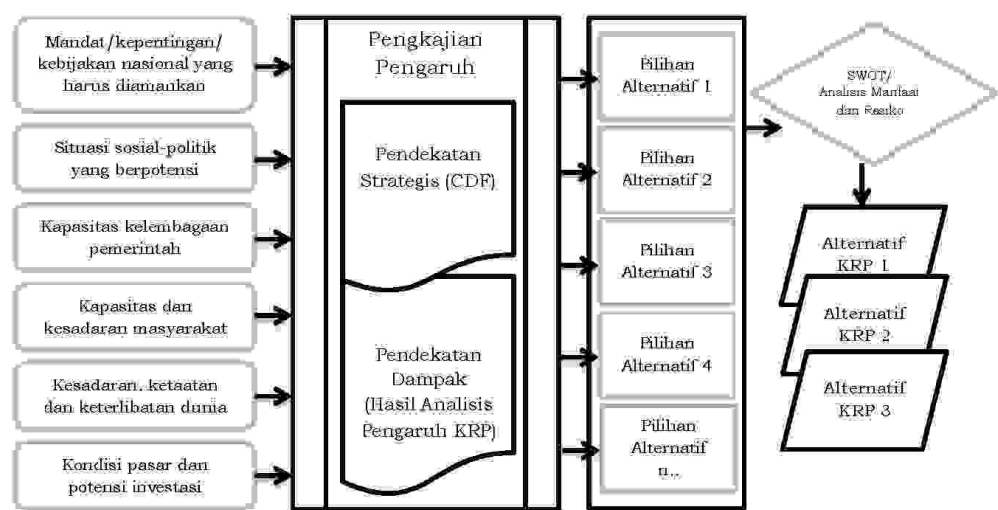 Mandat/kepentingan/
kebijakan nasional yang
harus diamankan
Situasi sosial-politik
yang berpotensi
Kapasitas kelembagaan
pemerintah
Kapasitas dan
kesadaran masyarakat
Kesadaran, ketaatan
dan keterlibatan dunia
Kondisi pasar dan
potensi investasi
Pengkajian
Pengaruh
Pendekatan
Strategis (CDF)
Pendekatan
Dampak
(Hasil Analisis
Pengaruh KRP)
Pilihan
Alternatif 1
Pilihan
Alternatif 2
Pilihan
Alternatif 3
Pilihan
Alternatif 4
Pilihan
Alternatif
n...
SWOT/
Analisis Manfaat
dan Resiko
Alternatif
KRP 1
Alternatif
KRP 2
Alternatif
KRP 3